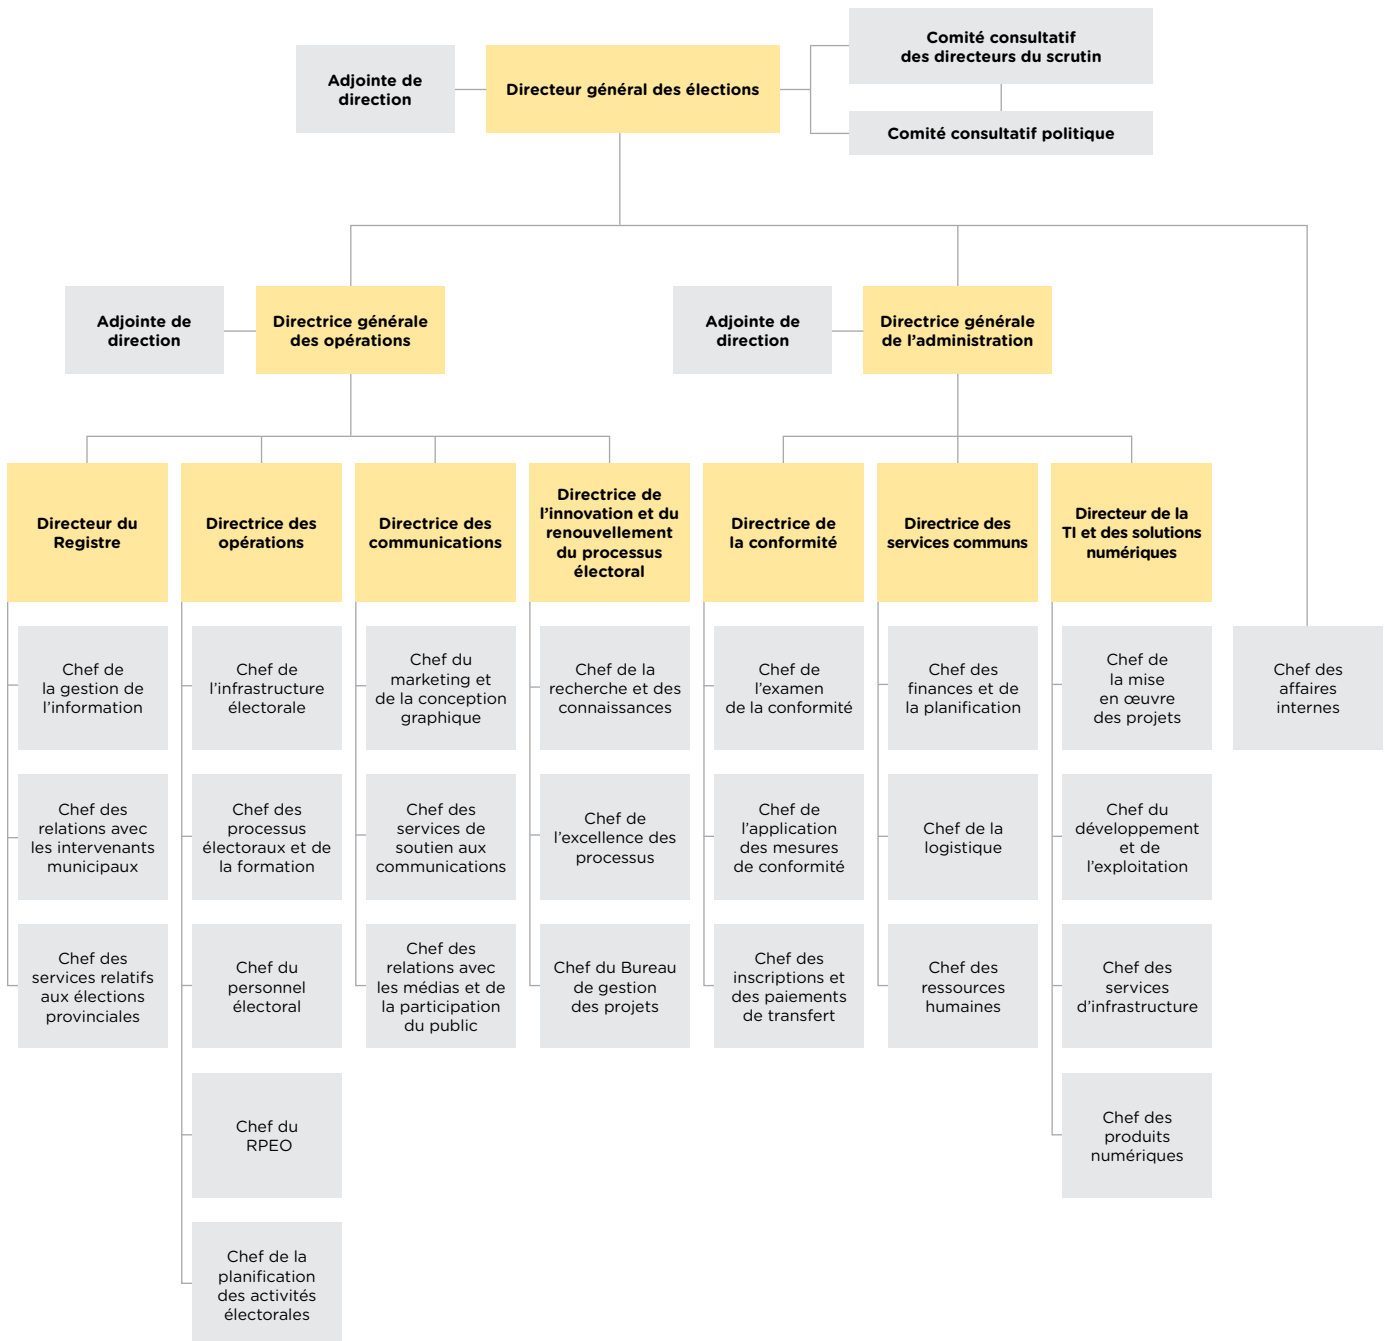 Comité consultatif
des directeurs du scrutin
Adjointe de
direction
Directeur général des élections
Comité consultatif politique
Adjointe de
direction
Directrice générale
des opérations
Adjointe de
direction
Directrice générale
de l’administration
Directeur du
Registre
Directrice des
opérations
Directrice des
communications
Directrice de
l’innovation et du
renouvellement
du processus
électoral
Directrice de
la conformité
Directrice des
services communs
Directeur de la
TI et des solutions
numériques
Chef de
la gestion de
l’information
Chef de
l’infrastructure
électorale
Chef du
marketing et
de la conception
graphique
Chef de la
recherche et des
connaissances
Chef de
l’examen
de la conformité
Chef des
finances et de
la planification
Chef de
la mise
en œuvre
des projets
Chef des
affaires
internes
Chef des
relations avec
les intervenants
municipaux
Chef des
processus
électoraux et de
la formation
Chef des
services de
soutien aux
communications
Chef de
l’excellence des
processus
Chef de
l’application
des mesures
de conformité
Chef de la
logistique
Chef du
développement
et de
l’exploitation
Chef des
services relatifs
aux élections
provinciales
Chef du
personnel
électoral
Chef des
relations avec
les médias et de
la participation
du public
Chef du Bureau
de gestion
des projets
Chef des
inscriptions et
des paiements
de transfert
Chef des
ressources
humaines
Chef des
services
d’infrastructure
Chef du
RPEO
Chef des
produits
numériques
Chef de la
planification
des activités
électorales